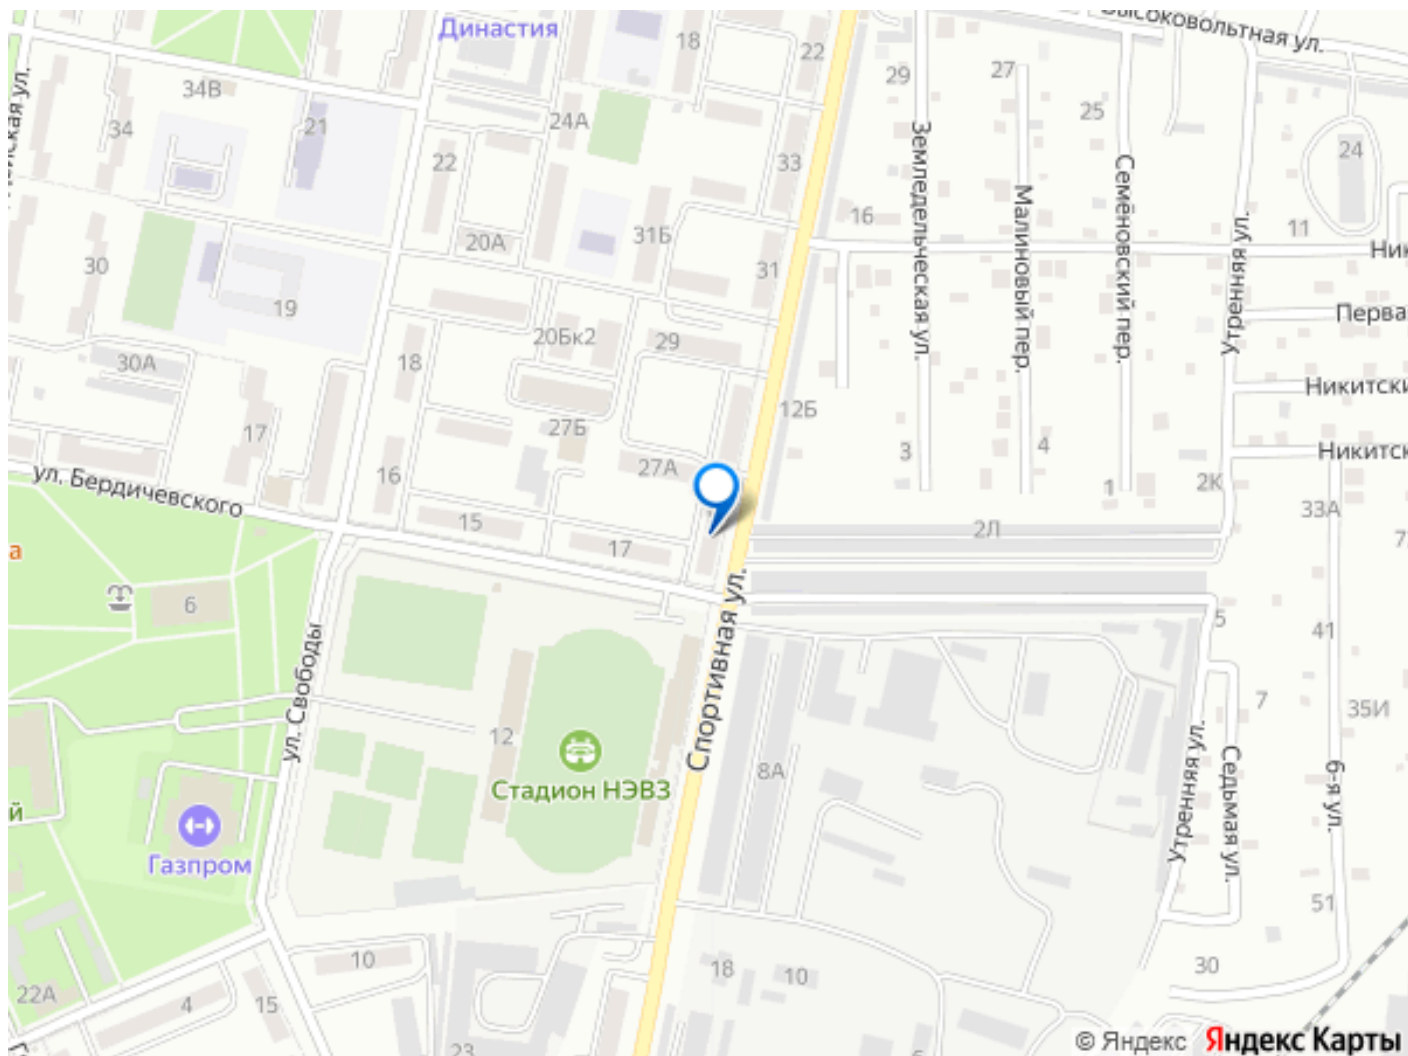 Династия
18
22
Высоковольтная ул.
29
27
34В
25
34
21
24А
24
22
33
Земледельческая ул.
Малиновый пер.
Семёновский пер.
Утренняя ул.
16
11
20А
31Б
30
31
19
Перва
20Бк2
29
30А
18
Никитски
12Б
27Б
17
3
4
Никитск
27А
ул. Бердичевского
16
1
2К
33А
15
2Л
17
а
6
5
41
ул. Свободы
Спортивная ул.
7
35И
12
Стадион НЭВЗ
8А
Утренняя ул.
Седьмая ул.
6-я ул.
й
Газпром
51
10
18
10
30
22А
4
15
23
© Яндекс Яндекс Карты